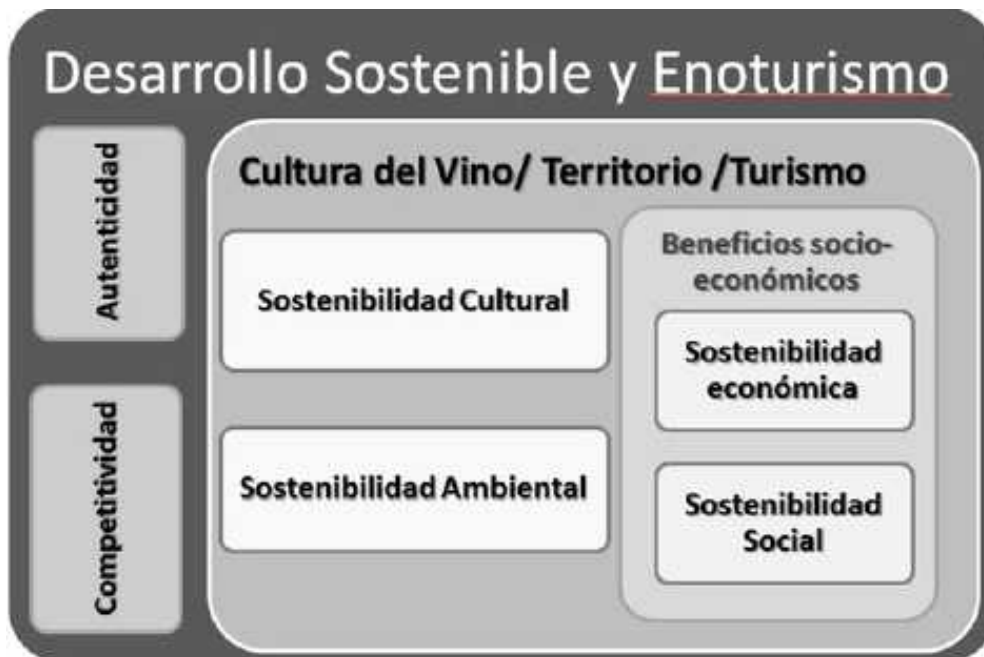 Desarrollo Sostenible y Enoturismo
Autenticidad
Competitividad
Cultura del Vino/ Territorio /Turismo
Sostenibilidad Cultural
Sostenibilidad Ambiental
Beneficios socio-
económicos
Sostenibilidad
económica
Sostenibilidad
Social